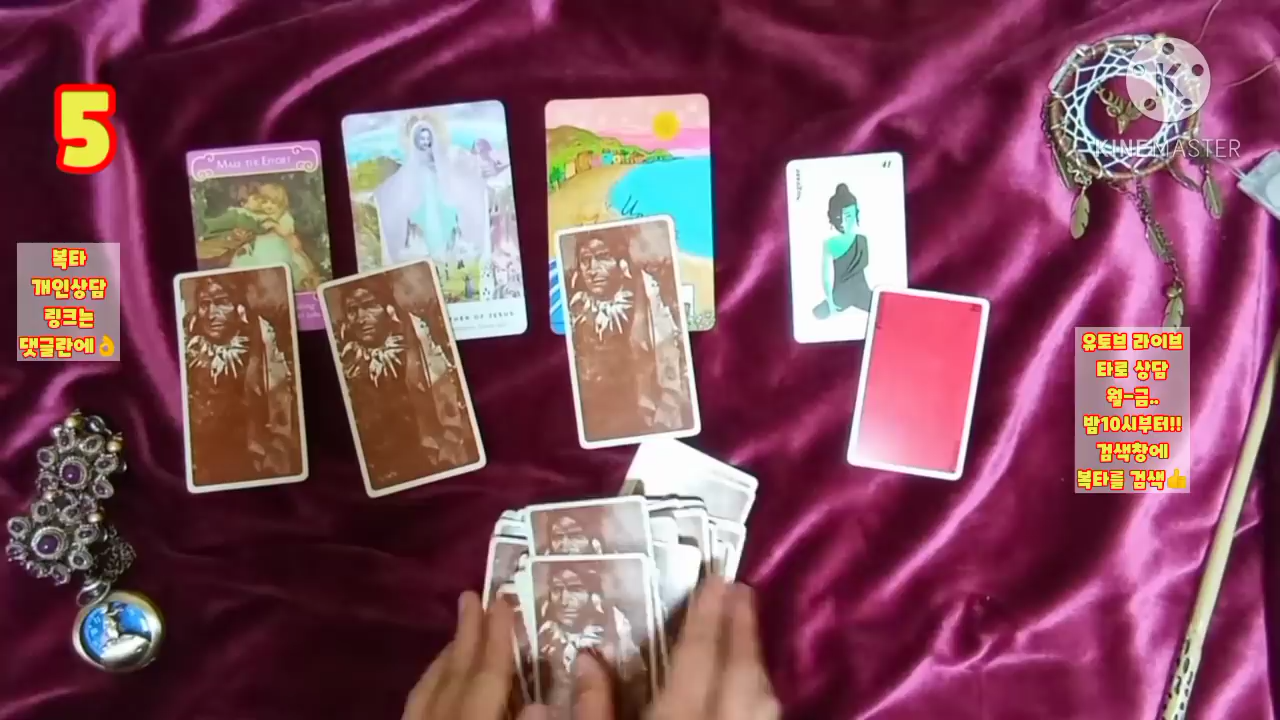 5
MAKE THE EFFORT
41
KINEMASTER
복타
개인상담
링크는
댓글란에👌
유토브 라이브
타로 상담
월-금..
밤10시부터!!
검색창에
복타를 검색👍
OF JESUS